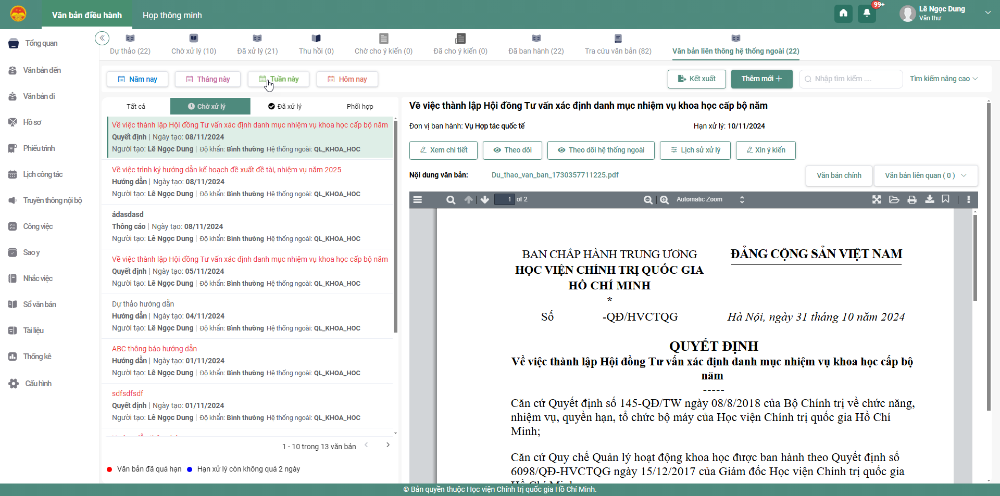 Văn bản điều hành
Họp thông minh
99+
Lê Ngọc Dung
Văn thư
Tổng quan
Văn bản đến
Văn bản đi
Hồ sơ
Phiếu trình
Lịch công tác
Truyền thông nội bộ
Công việc
Sao y
Nhắc việc
Sổ văn bản
Tài liệu
Thống kê
Cấu hình
Dự thảo (22)
Chờ xử lý (10)
Đã xử lý (21)
Thu hồi (0)
Chờ cho ý kiến (0)
Đã cho ý kiến (0)
Đã ban hành (22)
Tra cứu văn bản (82)
Văn bản liên thông hệ thống ngoài (22)
Năm nay
Tháng này
Tuần này
Hôm nay
Kết xuất
Thêm mới
Nhập tìm kiếm ....
Tìm kiếm nâng cao
Tất cả
Chờ xử lý
Đã xử lý
Phối hợp
Về việc thành lập Hội đồng Tư vấn xác định danh mục nhiệm vụ khoa học cấp bộ năm
Quyết định | Ngày tạo: 08/11/2024
Người tạo: Lê Ngọc Dung | Độ khẩn: Bình thường Hệ thống ngoài: QL_KHOA_HOC
Về việc trình ký hướng dẫn kế hoạch đề xuất đề tài, nhiệm vụ năm 2025
Hướng dẫn | Ngày tạo: 08/11/2024
Người tạo: Lê Ngọc Dung | Độ khẩn: Bình thường Hệ thống ngoài: QL_KHOA_HOC
ádasdasd
Thông cáo | Ngày tạo: 08/11/2024
Người tạo: Lê Ngọc Dung | Độ khẩn: Bình thường Hệ thống ngoài: QL_KHOA_HOC
Về việc thành lập Hội đồng Tư vấn xác định danh mục nhiệm vụ khoa học cấp bộ năm
Quyết định | Ngày tạo: 05/11/2024
Người tạo: Lê Ngọc Dung | Độ khẩn: Bình thường Hệ thống ngoài: QL_KHOA_HOC
Dự thảo hướng dẫn
Hướng dẫn | Ngày tạo: 04/11/2024
Người tạo: Lê Ngọc Dung | Độ khẩn: Bình thường Hệ thống ngoài: QL_KHOA_HOC
ABC thông báo hướng dẫn
Hướng dẫn | Ngày tạo: 01/11/2024
Người tạo: Lê Ngọc Dung | Độ khẩn: Bình thường Hệ thống ngoài: QL_KHOA_HOC
sdfsdfsdf
Quyết định | Ngày tạo: 01/11/2024
Người tạo: Lê Ngọc Dung | Độ khẩn: Bình thường Hệ thống ngoài: QL_KHOA_HOC
1 - 10 trong 13 văn bản
Văn bản đã quá hạn
Hạn xử lý còn không quá 2 ngày
Về việc thành lập Hội đồng Tư vấn xác định danh mục nhiệm vụ khoa học cấp bộ năm
Đơn vị ban hành: Vụ Hợp tác quốc tế
Hạn xử lý: 10/11/2024
Xem chi tiết
Theo dõi
Theo dõi hệ thống ngoài
Lịch sử xử lý
Xin ý kiến
Nội dung văn bản:
Du_thao_van_ban_1730357711225.pdf
Văn bản chính
Văn bản liên quan ( 0 )
1 of 2
Automatic Zoom
BAN CHẤP HÀNH TRUNG ƯƠNG
HỌC VIỆN CHÍNH TRỊ QUỐC GIA
HỒ CHÍ MINH
*
ĐẢNG CỘNG SẢN VIỆT NAM
Số -QĐ/HVCTQG
Hà Nội, ngày 31 tháng 10 năm 2024
QUYẾT ĐỊNH
Về việc thành lập Hội đồng Tư vấn xác định danh mục nhiệm vụ khoa học cấp bộ
năm
-----
Căn cứ Quyết định số 145-QĐ/TW ngày 08/8/2018 của Bộ Chính trị về chức năng,
nhiệm vụ, quyền hạn, tổ chức bộ máy của Học viện Chính trị quốc gia Hồ Chí
Minh;
Căn cứ Quy chế Quản lý hoạt động khoa học được ban hành theo Quyết định số
6098/QĐ-HVCTQG ngày 15/12/2017 của Giám đốc Học viện Chính trị quốc gia
© Bản quyền thuộc Học viện Chính trị quốc gia Hồ Chí Minh.